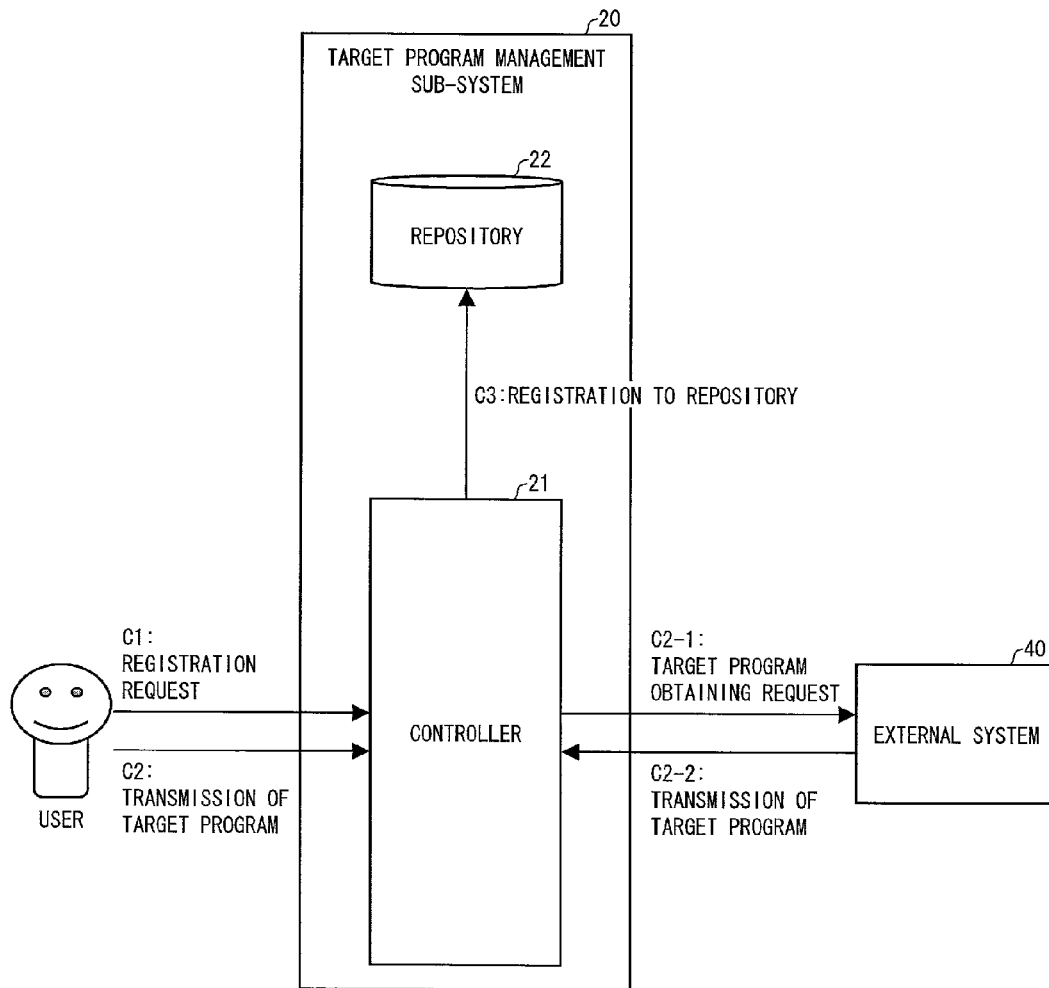 20
TARGET PROGRAM MANAGEMENT
SUB-SYSTEM
22
REPOSITORY
C3:REGISTRATION TO REPOSITORY
21
C1:
REGISTRATION
REQUEST
C2-1:
TARGET PROGRAM
OBTAINING REQUEST
40
CONTROLLER
EXTERNAL SYSTEM
C2:
TRANSMISSION OF
TARGET PROGRAM
C2-2:
TRANSMISSION OF
TARGET PROGRAM
USER